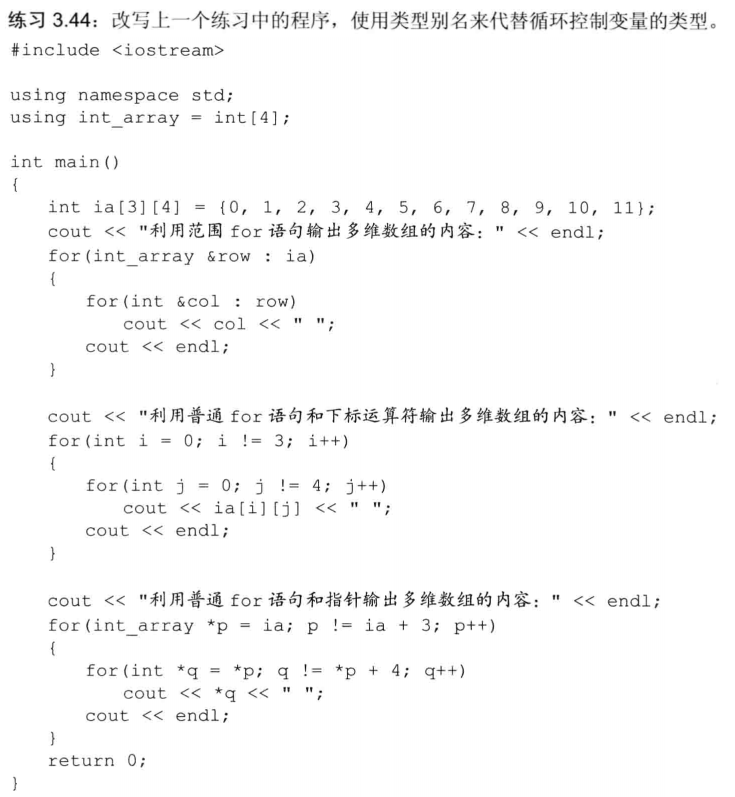 练习 3.44：改写上一个练习中的程序，使用类型别名来代替循环控制变量的类型。
#include <iostream>
using namespace std;
using int_array = int[4];
int main()
{
int ia[3][4] = {0, 1, 2, 3, 4, 5, 6, 7, 8, 9, 10, 11};
cout << "利用范围 for 语句输出多维数组的内容：" << endl;
for(int_array &row : ia)
{
for(int &col : row)
cout << col << " ";
cout << endl;
}
cout << "利用普通 for 语句和下标运算符输出多维数组的内容：" << endl;
for(int i = 0; i != 3; i++)
{
for(int j = 0; j != 4; j++)
cout << ia[i][j] << " ";
cout << endl;
}
cout << "利用普通 for 语句和指针输出多维数组的内容：" << endl;
for(int_array *p = ia; p != ia + 3; p++)
{
for(int *q = *p; q != *p + 4; q++)
cout << *q << " ";
cout << endl;
}
return 0;
}